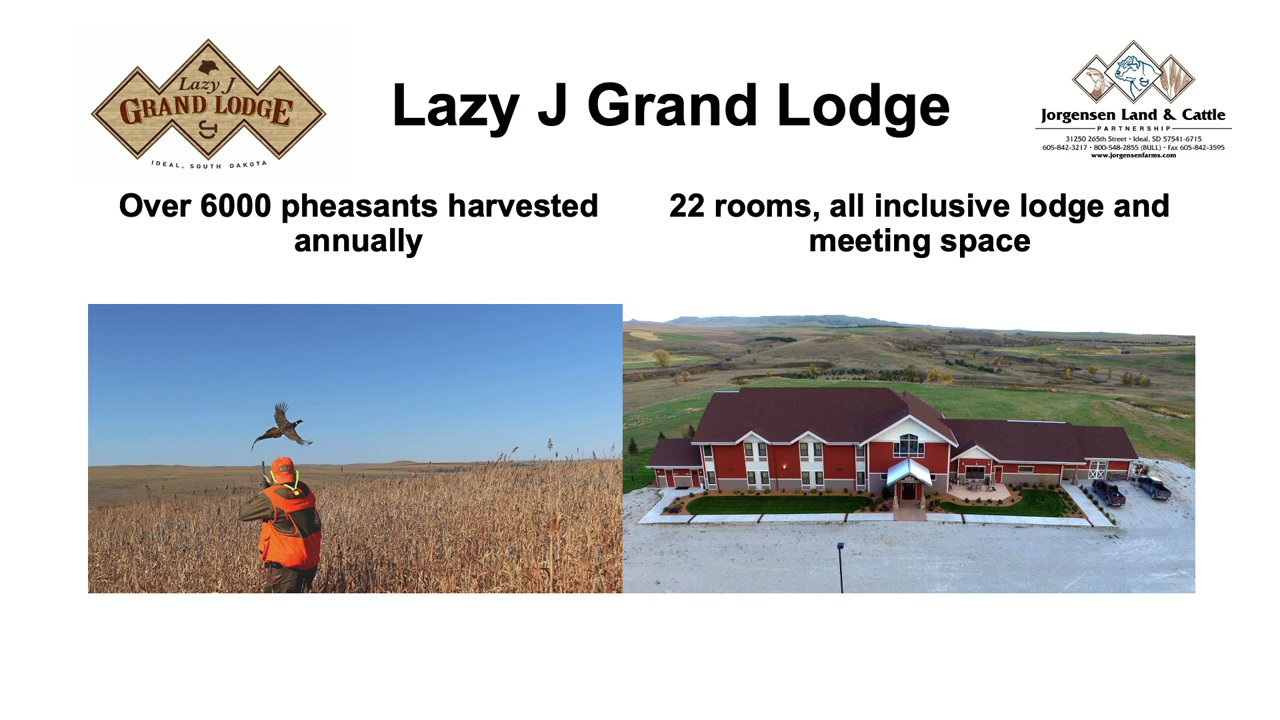 Lazy J
GRAND LODGE
IDEAL, SOUTH DAKOTA
Lazy J Grand Lodge
Jorgensen Land & Cattle
PARTNERSHIP
31250 265th Street • Ideal, SD 57541-6715
605-842-3217 • 800-548-2855 (BULL) • Fax 605-842-3595
www.jorgensenfarms.com
Over 6000 pheasants harvested
annually
22 rooms, all inclusive lodge and
meeting space